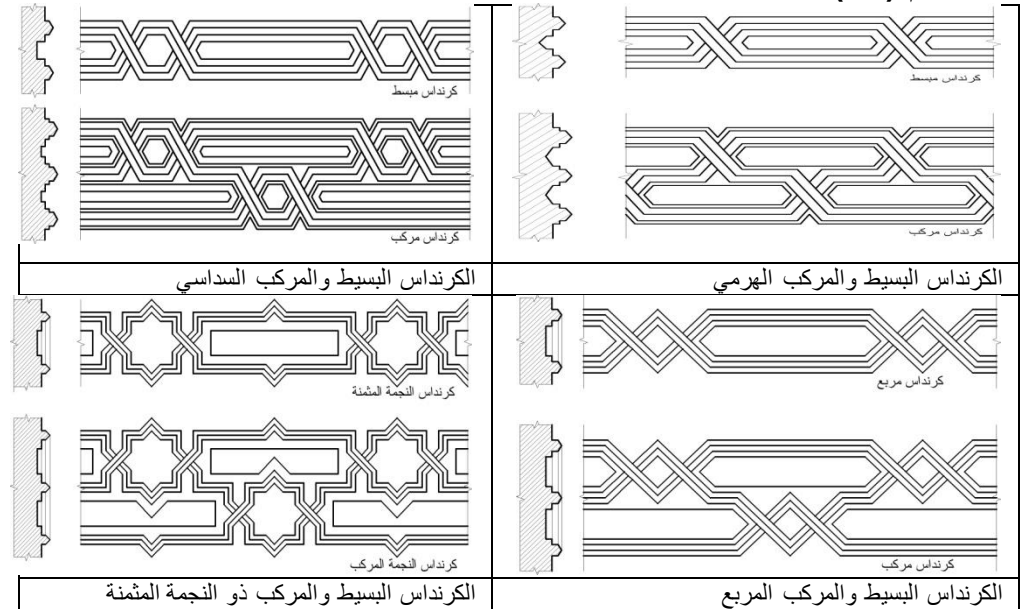 كرنداس مبسط
كرنداس مركب
الكرنداس البسيط والمركب الهرمي
كرنداس مبسط
كرنداس مركب
الكرنداس البسيط والمركب السداسي
كرنداس مربع
كرنداس مركب
الكرنداس البسيط والمركب المربع
كرنداس النجمة المثمنة
كرنداس النجمة المركب
الكرنداس البسيط والمركب ذو النجمة المثمنة